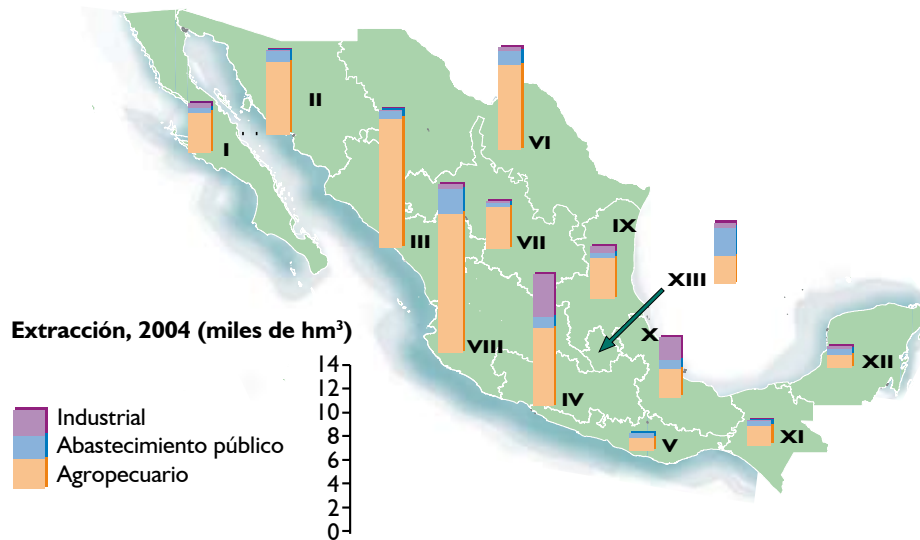 II
VI
I
IX
III
VII
XIII
Extracción, 2004 (miles de hm³)
X
VIII
XII
14
12
IV
10
Industrial
XI
8
Abastecimiento público
V
6
Agropecuario
4
2
0